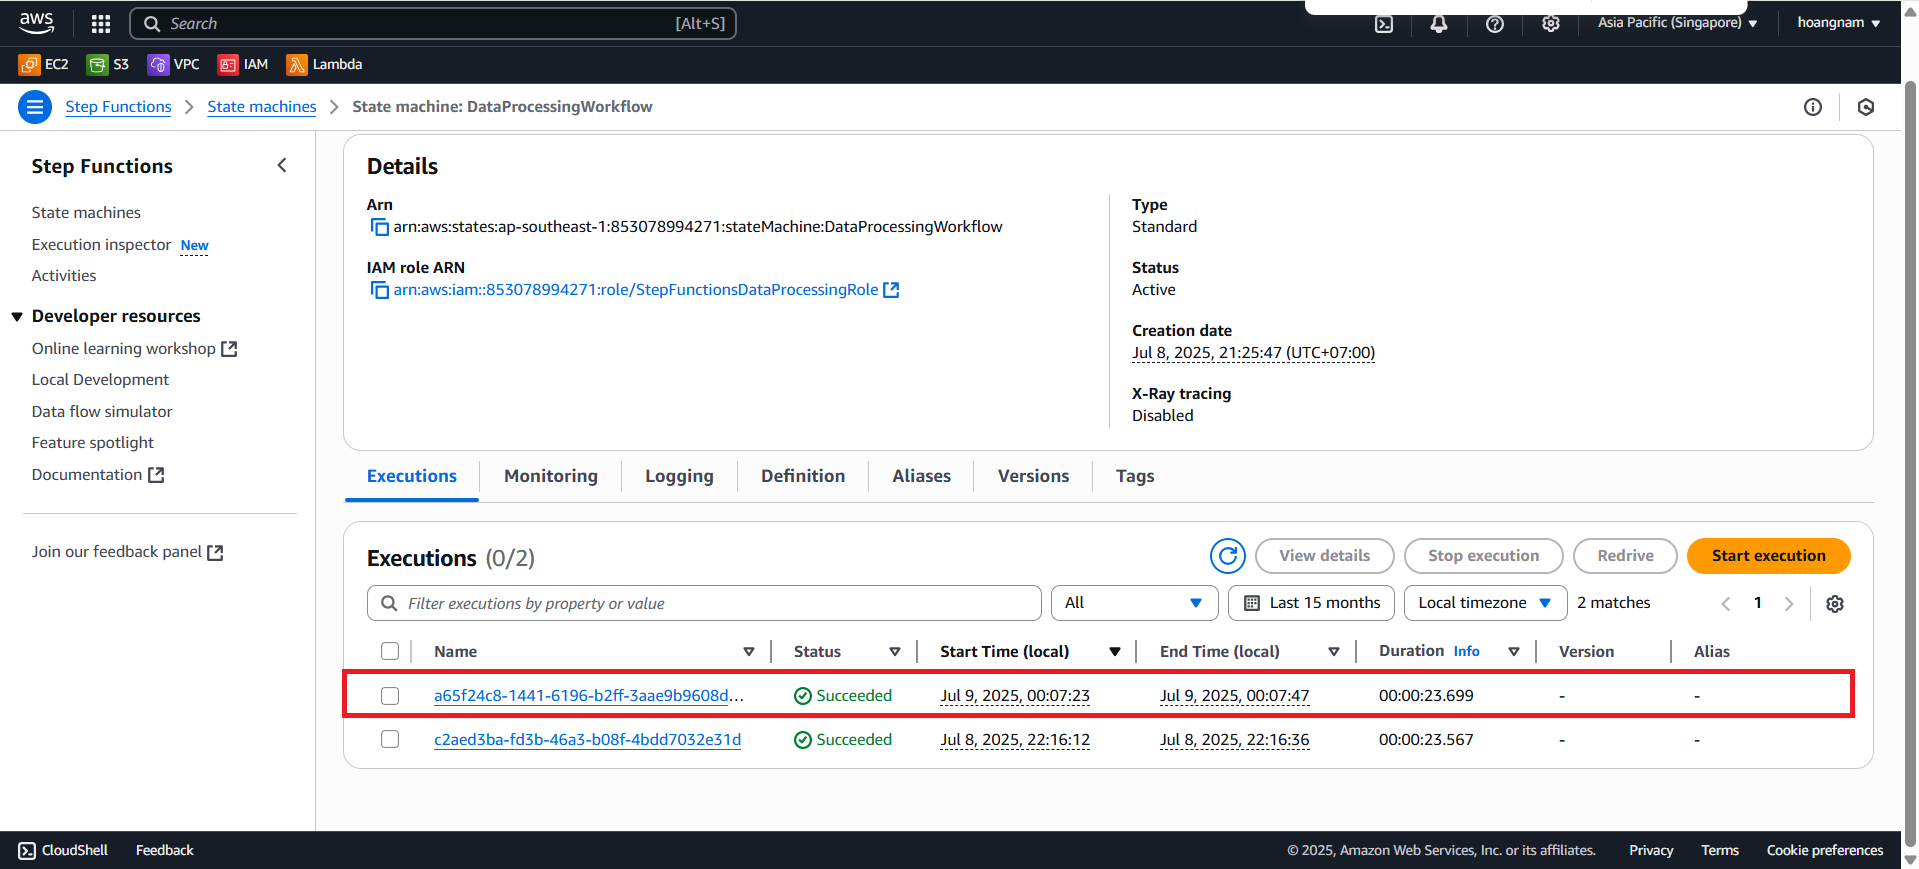 aws
Search [Alt+S]
Asia Pacific (Singapore)
hoangnam
EC2 S3 VPC IAM Lambda
Step Functions State machines State machine: DataProcessingWorkflow
Step Functions
State machines
Execution inspector New
Activities
Developer resources
Online learning workshop
Local Development
Data flow simulator
Feature spotlight
Documentation
Join our feedback panel
Details
Arn
arn:aws:states:ap-southeast-1:853078994271:stateMachine:DataProcessingWorkflow
IAM role ARN
arn:aws:iam::853078994271:role/StepFunctionsDataProcessingRole
Type
Standard
Status
Active
Creation date
Jul 8, 2025, 21:25:47 (UTC+07:00)
X-Ray tracing
Disabled
Executions Monitoring Logging Definition Aliases Versions Tags
Executions (0/2)
View details Stop execution Redrive Start execution
Filter executions by property or value
All
Last 15 months
Local timezone
2 matches
1
Name Status Start Time (local) End Time (local) Duration Info Version Alias
a65f24c8-1441-6196-b2ff-3aae9b9608d... Succeeded Jul 9, 2025, 00:07:23 Jul 9, 2025, 00:07:47 00:00:23.699 - -
c2aed3ba-fd3b-46a3-b08f-4bdd7032e31d Succeeded Jul 8, 2025, 22:16:12 Jul 8, 2025, 22:16:36 00:00:23.567 - -
CloudShell Feedback
© 2025, Amazon Web Services, Inc. or its affiliates. Privacy Terms Cookie preferences